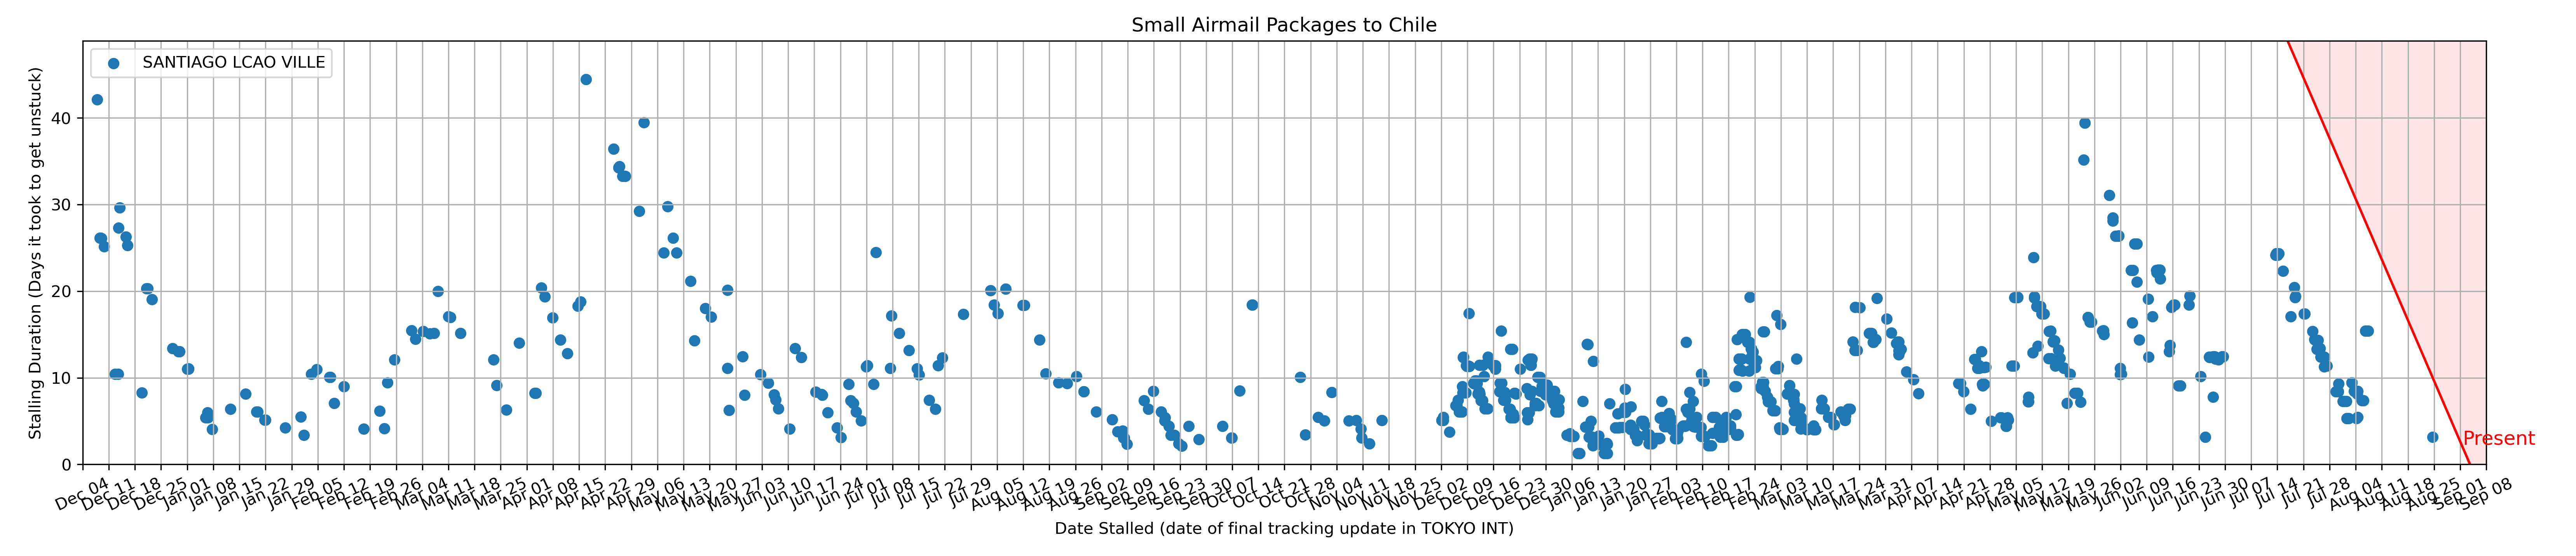 Small Airmail Packages to Chile
SANTIAGO LCAO VILLE
Stalling Duration (Days it took to get unstuck)
40
30
20
10
0
Present
Dec 04 Dec 11 Dec 18 Dec 25 Jan 01 Jan 08 Jan 15 Jan 22 Jan 29 Feb 05 Feb 12 Feb 19 Feb 26 Mar 04 Mar 11 Mar 18 Mar 25 Apr 01 Apr 08 Apr 15 Apr 22 Apr 29 May 06 May 13 May 20 May 27 Jun 03 Jun 10 Jun 17 Jun 24 Jul 01 Jul 08 Jul 15 Jul 22 Jul 29 Aug 05 Aug 12 Aug 19 Aug 26 Sep 02 Sep 09 Sep 16 Sep 23 Sep 30 Oct 07 Oct 14 Oct 21 Oct 28 Nov 04 Nov 11 Nov 18 Nov 25 Dec 02 Dec 09 Dec 16 Dec 23 Dec 30 Jan 06 Jan 13 Jan 20 Jan 27 Feb 03 Feb 10 Feb 17 Feb 24 Mar 03 Mar 10 Mar 17 Mar 24 Mar 31 Apr 07 Apr 14 Apr 21 Apr 28 May 05 May 12 May 19 May 26 Jun 02 Jun 09 Jun 16 Jun 23 Jun 30 Jul 07 Jul 14 Jul 21 Jul 28 Aug 04 Aug 11 Aug 18 Aug 25 Sep 01 Sep 08
Date Stalled (date of final tracking update in TOKYO INT)